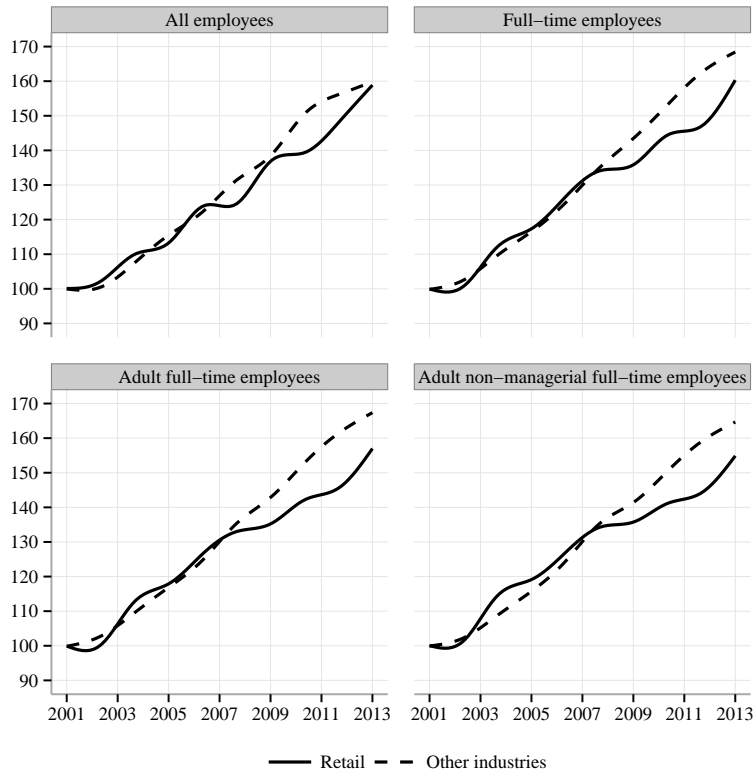 All employees
Full−time employees
170
160
150
140
130
120
110
100
90
Adult full−time employees
Adult non−managerial full−time employees
170
160
150
140
130
120
110
100
90
2001 2003 2005 2007 2009 2011 2013
2001 2003 2005 2007 2009 2011 2013
Retail Other industries